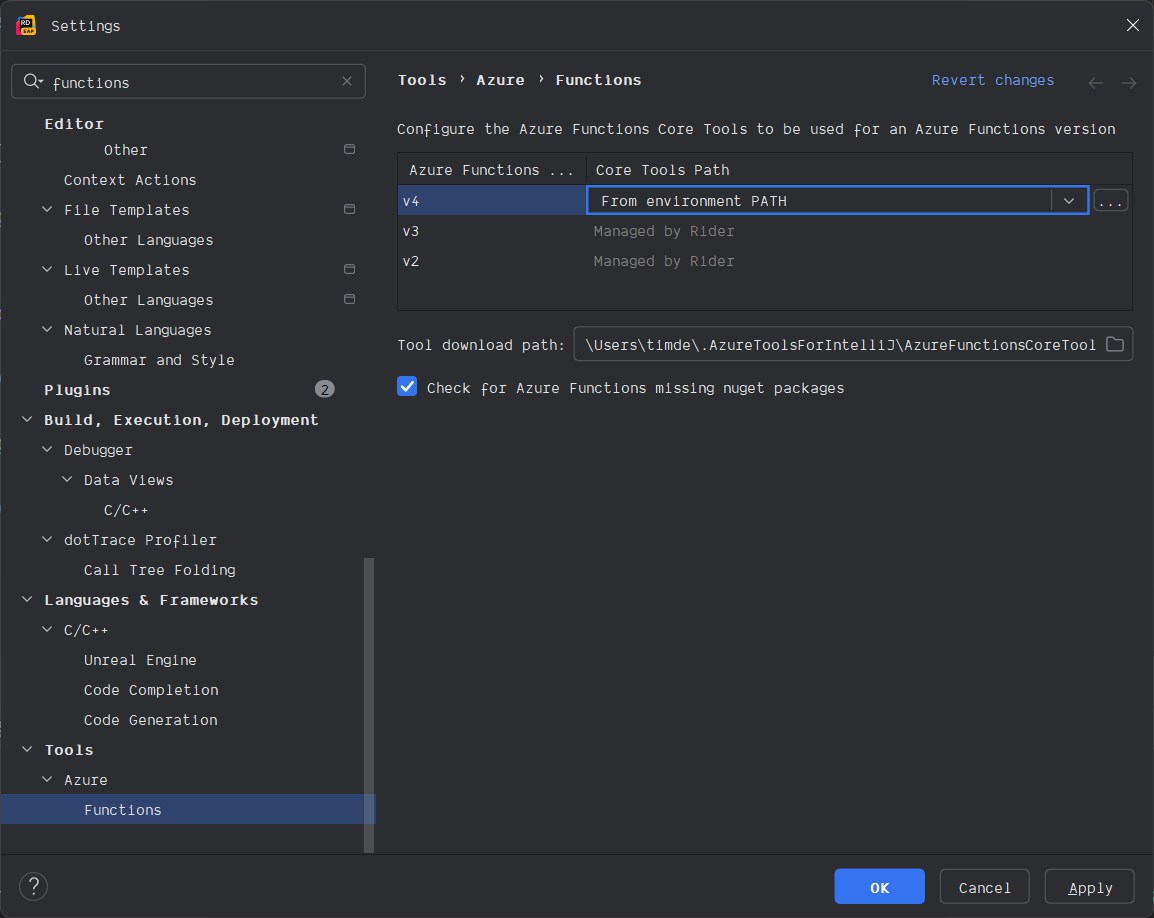 RD
EAP
Settings
functions
Editor
Other
Context Actions
File Templates
Other Languages
Live Templates
Other Languages
Natural Languages
Grammar and Style
Plugins 2
Build, Execution, Deployment
Debugger
Data Views
C/C++
dotTrace Profiler
Call Tree Folding
Languages & Frameworks
C/C++
Unreal Engine
Code Completion
Code Generation
Tools
Azure
Functions
Tools › Azure › Functions
Revert changes
Configure the Azure Functions Core Tools to be used for an Azure Functions version
Azure Functions ... Core Tools Path
v4 From environment PATH ...
v3 Managed by Rider
v2 Managed by Rider
Tool download path: \Users\timde\.AzureToolsForIntelliJ\AzureFunctionsCoreTool
Check for Azure Functions missing nuget packages
?
OK Cancel Apply